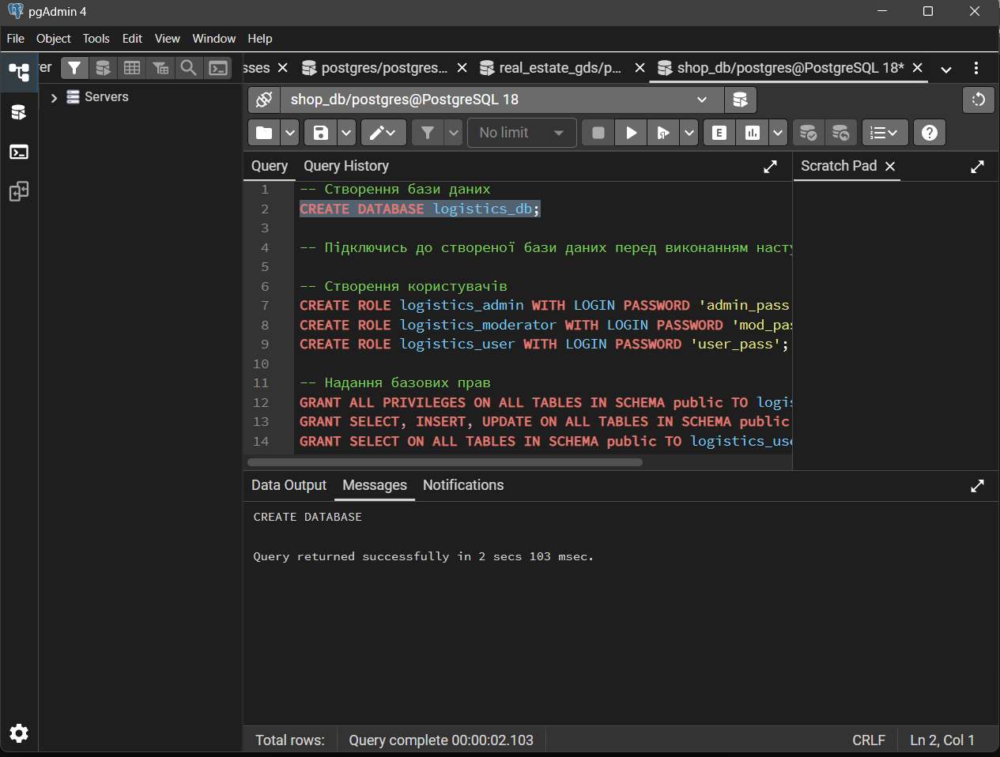 pgAdmin 4
File Object Tools Edit View Window Help
er
sses
postgres/postgres...
real_estate_gds/p...
shop_db/postgres@PostgreSQL 18*
Servers
shop_db/postgres@PostgreSQL 18
No limit
E
Query Query History
Scratch Pad
1 -- Створення бази даних
2 CREATE DATABASE logistics_db;
3
4 -- Підключись до створеної бази даних перед виконанням насту
5
6 -- Створення користувачів
7 CREATE ROLE logistics_admin WITH LOGIN PASSWORD 'admin_pass
8 CREATE ROLE logistics_moderator WITH LOGIN PASSWORD 'mod_pas
9 CREATE ROLE logistics_user WITH LOGIN PASSWORD 'user_pass';
10
11 -- Надання базових прав
12 GRANT ALL PRIVILEGES ON ALL TABLES IN SCHEMA public TO logis
13 GRANT SELECT, INSERT, UPDATE ON ALL TABLES IN SCHEMA public
14 GRANT SELECT ON ALL TABLES IN SCHEMA public TO logistics_use
Data Output Messages Notifications
CREATE DATABASE
Query returned successfully in 2 secs 103 msec.
Total rows: Query complete 00:00:02.103 CRLF Ln 2, Col 1